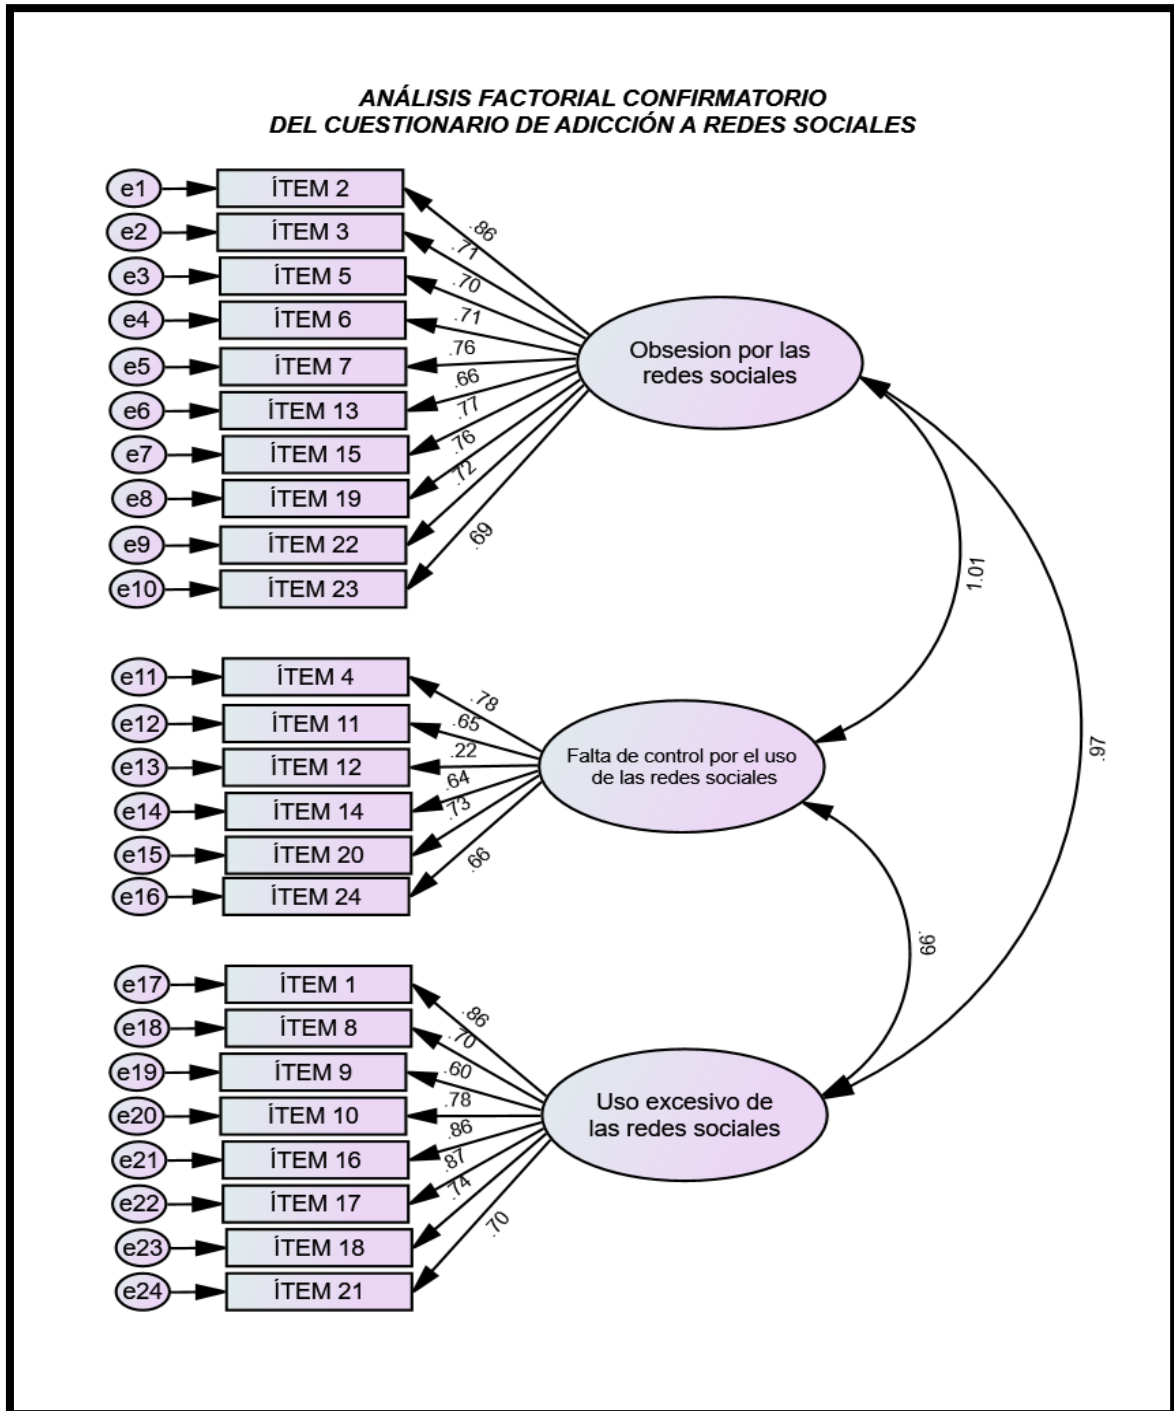 ANÁLISIS FACTORIAL CONFIRMATORIO
DEL CUESTIONARIO DE ADICCIÓN A REDES SOCIALES
e1 ÍTEM 2 .86
e2 ÍTEM 3 .71
e3 ÍTEM 5 .70
e4 ÍTEM 6 .71
e5 ÍTEM 7 .76
e6 ÍTEM 13 .66
e7 ÍTEM 15 .77
e8 ÍTEM 19 .76
e9 ÍTEM 22 .72
e10 ÍTEM 23 .69
Obsesion por las
redes sociales
1.01
.97
e11 ÍTEM 4 .78
e12 ÍTEM 11 .65
e13 ÍTEM 12 .22
e14 ÍTEM 14 .64
e15 ÍTEM 20 .73
e16 ÍTEM 24 .66
Falta de control por el uso
de las redes sociales
.99
e17 ÍTEM 1 .86
e18 ÍTEM 8 .70
e19 ÍTEM 9 .60
e20 ÍTEM 10 .78
e21 ÍTEM 16 .86
e22 ÍTEM 17 .87
e23 ÍTEM 18 .74
e24 ÍTEM 21 .70
Uso excesivo de
las redes sociales